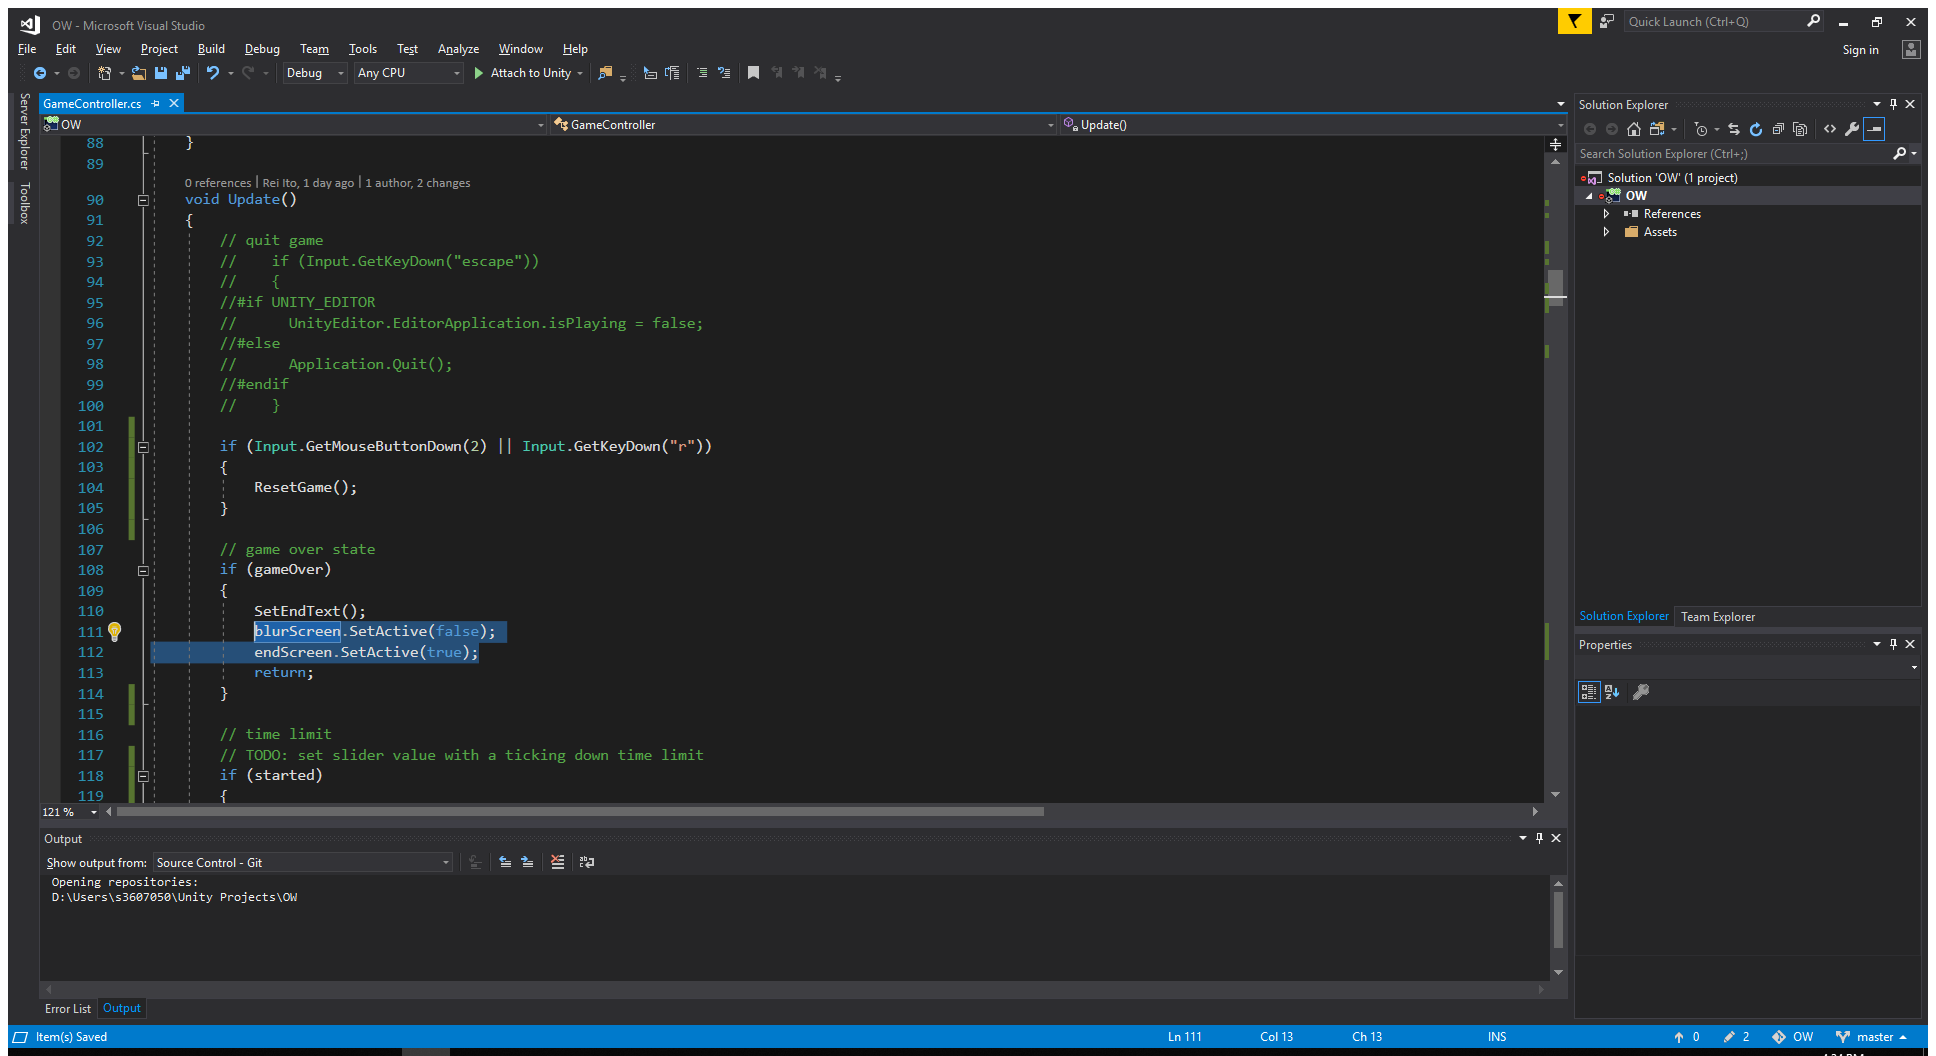 OW - Microsoft Visual Studio
Quick Launch (Ctrl+Q)
File Edit View Project Build Debug Team Tools Test Analyze Window Help
Sign in
Debug Any CPU Attach to Unity
Server Explorer
Toolbox
GameController.cs
OW GameController Update()
88 }
89
0 references | Rei Ito, 1 day ago | 1 author, 2 changes
90 void Update()
91 {
92 // quit game
93 //    if (Input.GetKeyDown("escape"))
94 //    {
95 //#if UNITY_EDITOR
96 //      UnityEditor.EditorApplication.isPlaying = false;
97 //#else
98 //      Application.Quit();
99 //#endif
100 //    }
101
102 if (Input.GetMouseButtonDown(2) || Input.GetKeyDown("r"))
103 {
104 ResetGame();
105 }
106
107 // game over state
108 if (gameOver)
109 {
110 SetEndText();
111 blurScreen.SetActive(false);
112 endScreen.SetActive(true);
113 return;
114 }
115
116 // time limit
117 // TODO: set slider value with a ticking down time limit
118 if (started)
119 {
121 %
Output
Show output from: Source Control - Git
Opening repositories:
D:\Users\s3607050\Unity Projects\OW
Error List Output
Solution Explorer
Search Solution Explorer (Ctrl+;)
Solution 'OW' (1 project)
OW
References
Assets
Solution Explorer Team Explorer
Properties
Item(s) Saved Ln 111 Col 13 Ch 13 INS 0 2 OW master